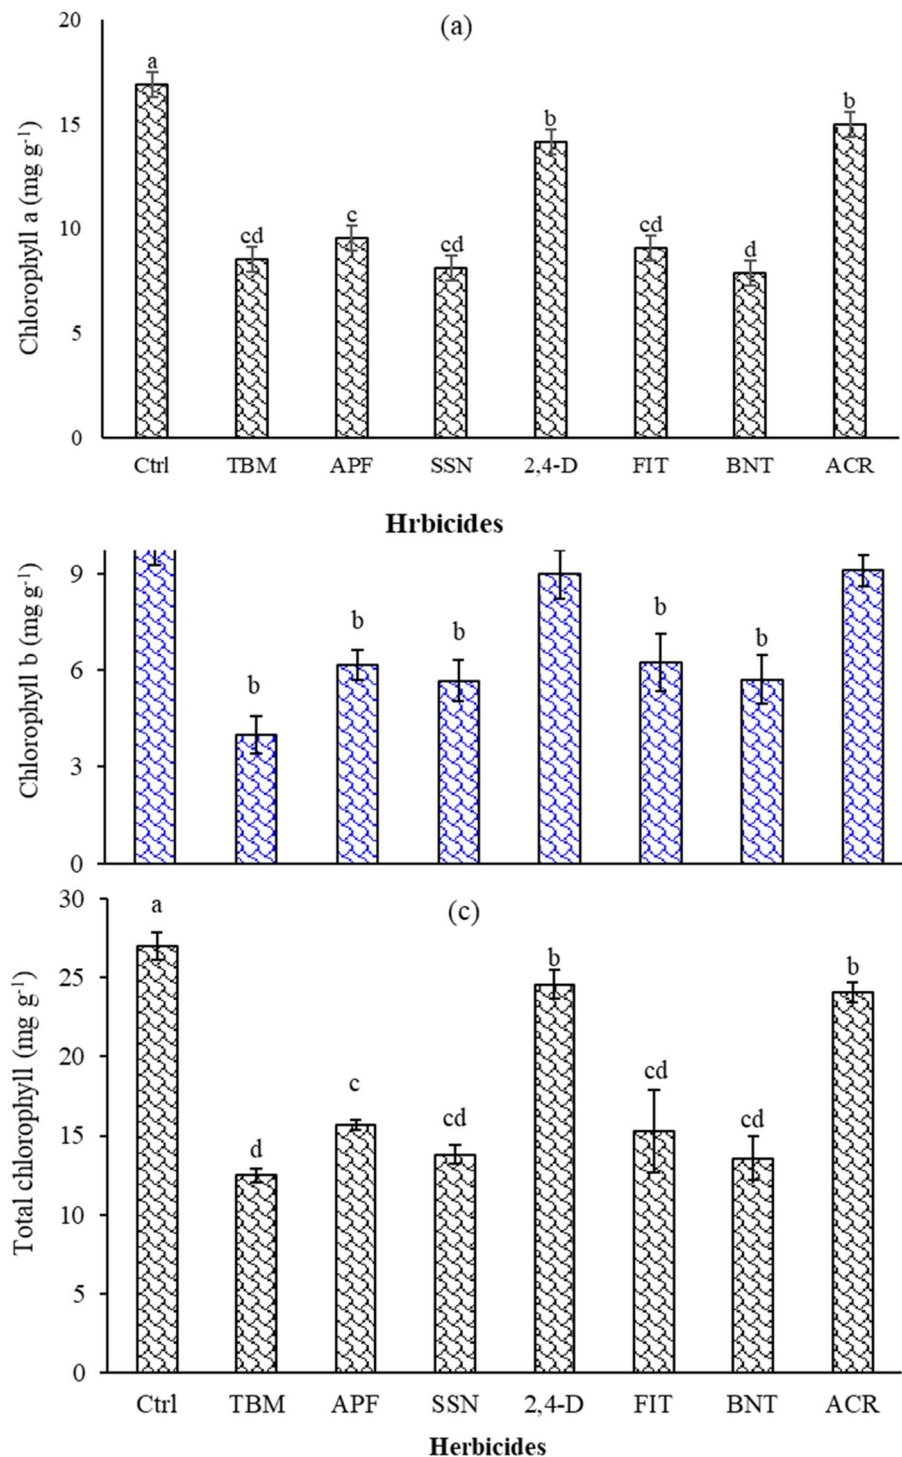 (a)
20
15
10
5
0
Chlorophyll a (mg g-1)
a
cd
c
cd
b
cd
d
b
Ctrl TBM APF SSN 2,4-D FIT BNT ACR
Hrbicides
Chlorophyll b (mg g-1)
9
6
3
0
b
b
b
b
b
(c)
Total chlorophyll (mg g-1)
30
25
20
15
10
5
0
a
d
c
cd
b
cd
cd
b
Ctrl TBM APF SSN 2,4-D FIT BNT ACR
Herbicides